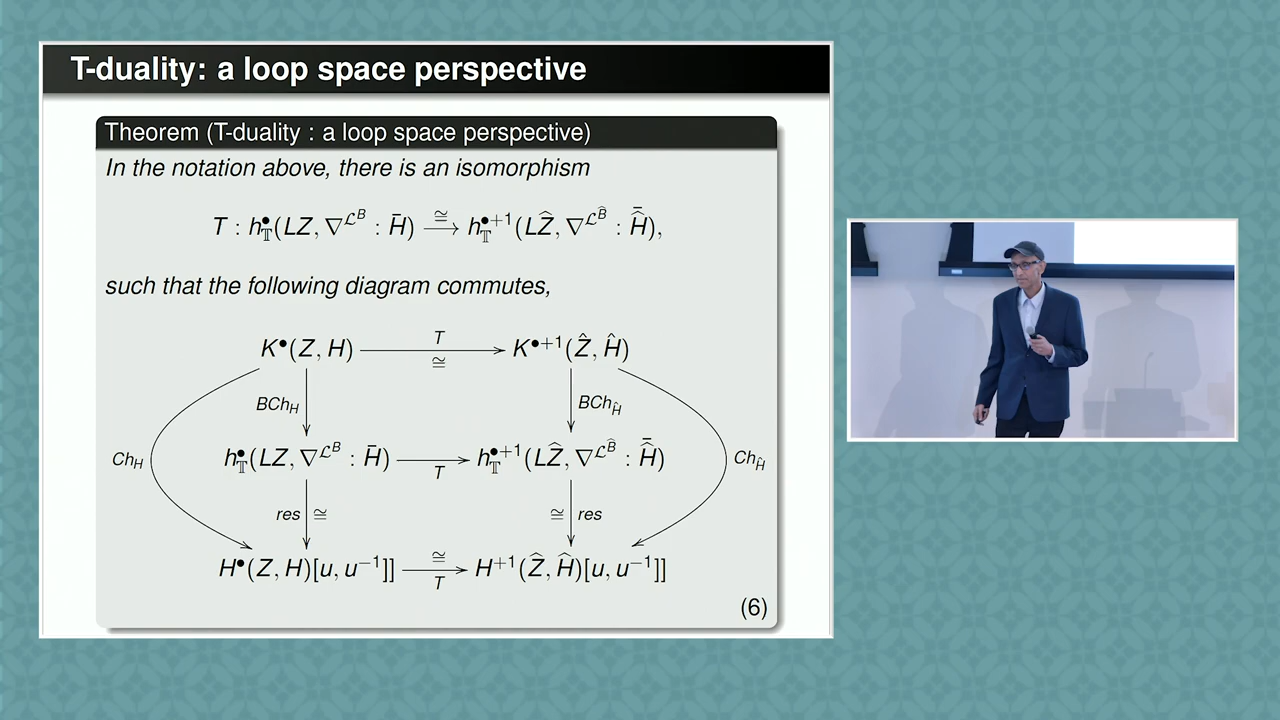 T-duality: a loop space perspective
Theorem (T-duality : a loop space perspective)
In the notation above, there is an isomorphism
T : h^•_𝕋(LZ, ∇^{ℒ^B} : H̄) ≅⟶ h^{•+1}_𝕋(LẐ, ∇^{ℒ^{B̂}} : \bar{Ĥ}),
such that the following diagram commutes,
K^•(Z, H) T ≅ K^{•+1}(Ẑ, Ĥ)
BCh_H BCh_Ĥ
Ch_H h^•_𝕋(LZ, ∇^{ℒ^B} : H̄) T h^{•+1}_𝕋(LẐ, ∇^{ℒ^{B̂}} : \bar{Ĥ}) Ch_Ĥ
res ≅ ≅ res
H^•(Z, H)[u, u^{-1}]] ≅ T H^{+1}(Ẑ, Ĥ)[u, u^{-1}]]
(6)